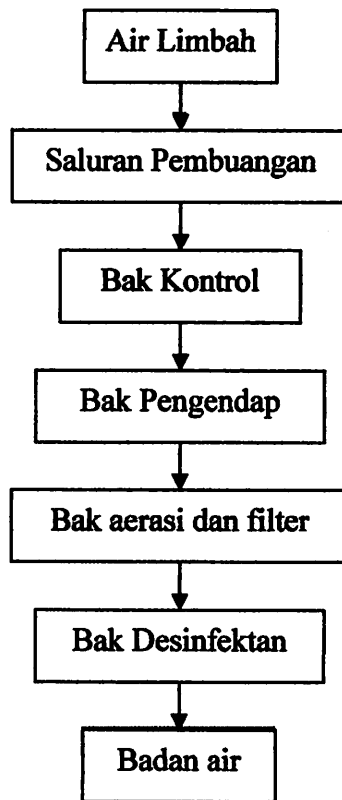 Air Limbah
Saluran Pembuangan
Bak Kontrol
Bak Pengendap
Bak aerasi dan filter
Bak Desinfektan
Badan air